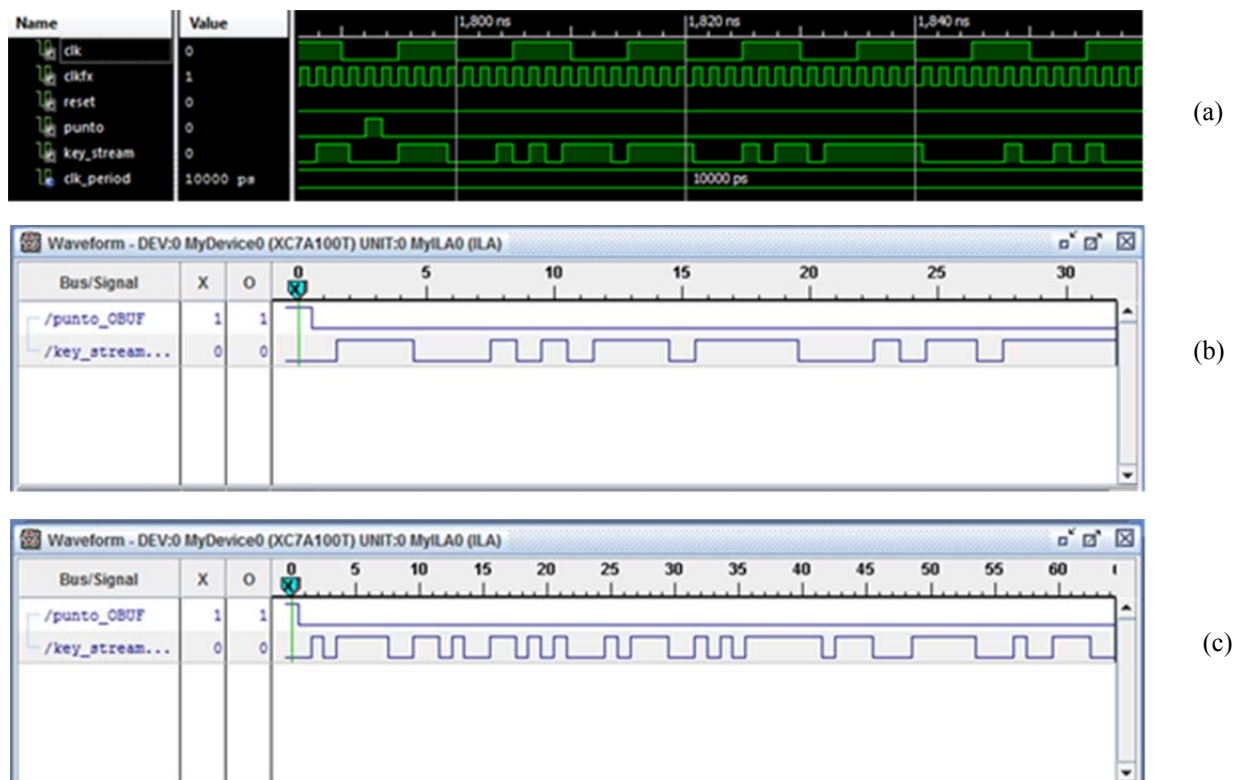 Name Value 1,800 ns 1,820 ns 1,840 ns
clk 0
clkfx 1
reset 0
punto 0
key_stream 0
clk_period 10000 ps 10000 ps
(a)
Waveform - DEV:0 MyDevice0 (XC7A100T) UNIT:0 MyILA0 (ILA)
Bus/Signal X O 0 5 10 15 20 25 30
/punto_OBUF 1 1
/key_stream... 0 0
(b)
Waveform - DEV:0 MyDevice0 (XC7A100T) UNIT:0 MyILA0 (ILA)
Bus/Signal X O 0 5 10 15 20 25 30 35 40 45 50 55 60
/punto_OBUF 1 1
/key_stream... 0 0
(c)